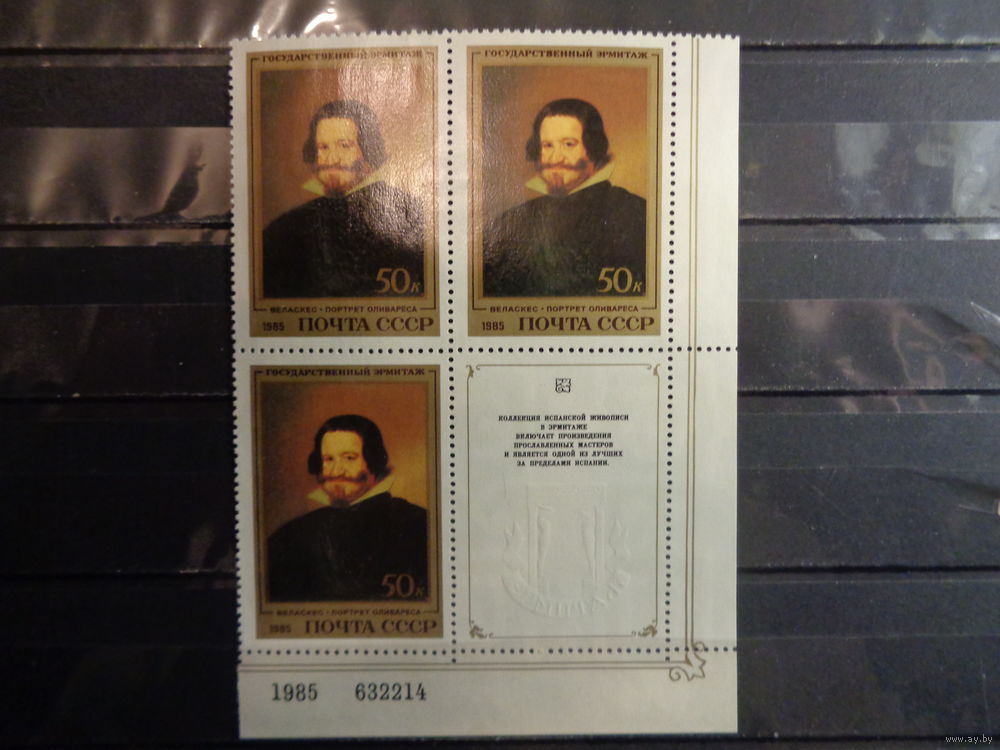 ГОСУДАРСТВЕННЫЙ ЭРМИТАЖ
50к
ВЕЛАСКЕС • ПОРТРЕТ ОЛИВАРЕСА
1985 ПОЧТА СССР
ГОСУДАРСТВЕННЫЙ ЭРМИТАЖ
50к
ВЕЛАСКЕС • ПОРТРЕТ ОЛИВАРЕСА
1985 ПОЧТА СССР
ГОСУДАРСТВЕННЫЙ ЭРМИТАЖ
50к
ВЕЛАСКЕС • ПОРТРЕТ ОЛИВАРЕСА
1985 ПОЧТА СССР
КОЛЛЕКЦИЯ ИСПАНСКОЙ ЖИВОПИСИ
В ЭРМИТАЖЕ
ВКЛЮЧАЕТ ПРОИЗВЕДЕНИЯ
ПРОСЛАВЛЕННЫХ МАСТЕРОВ
И ЯВЛЯЕТСЯ ОДНОЙ ИЗ ЛУЧШИХ
ЗА ПРЕДЕЛАМИ ИСПАНИИ.
1985 632214
www.ay.by